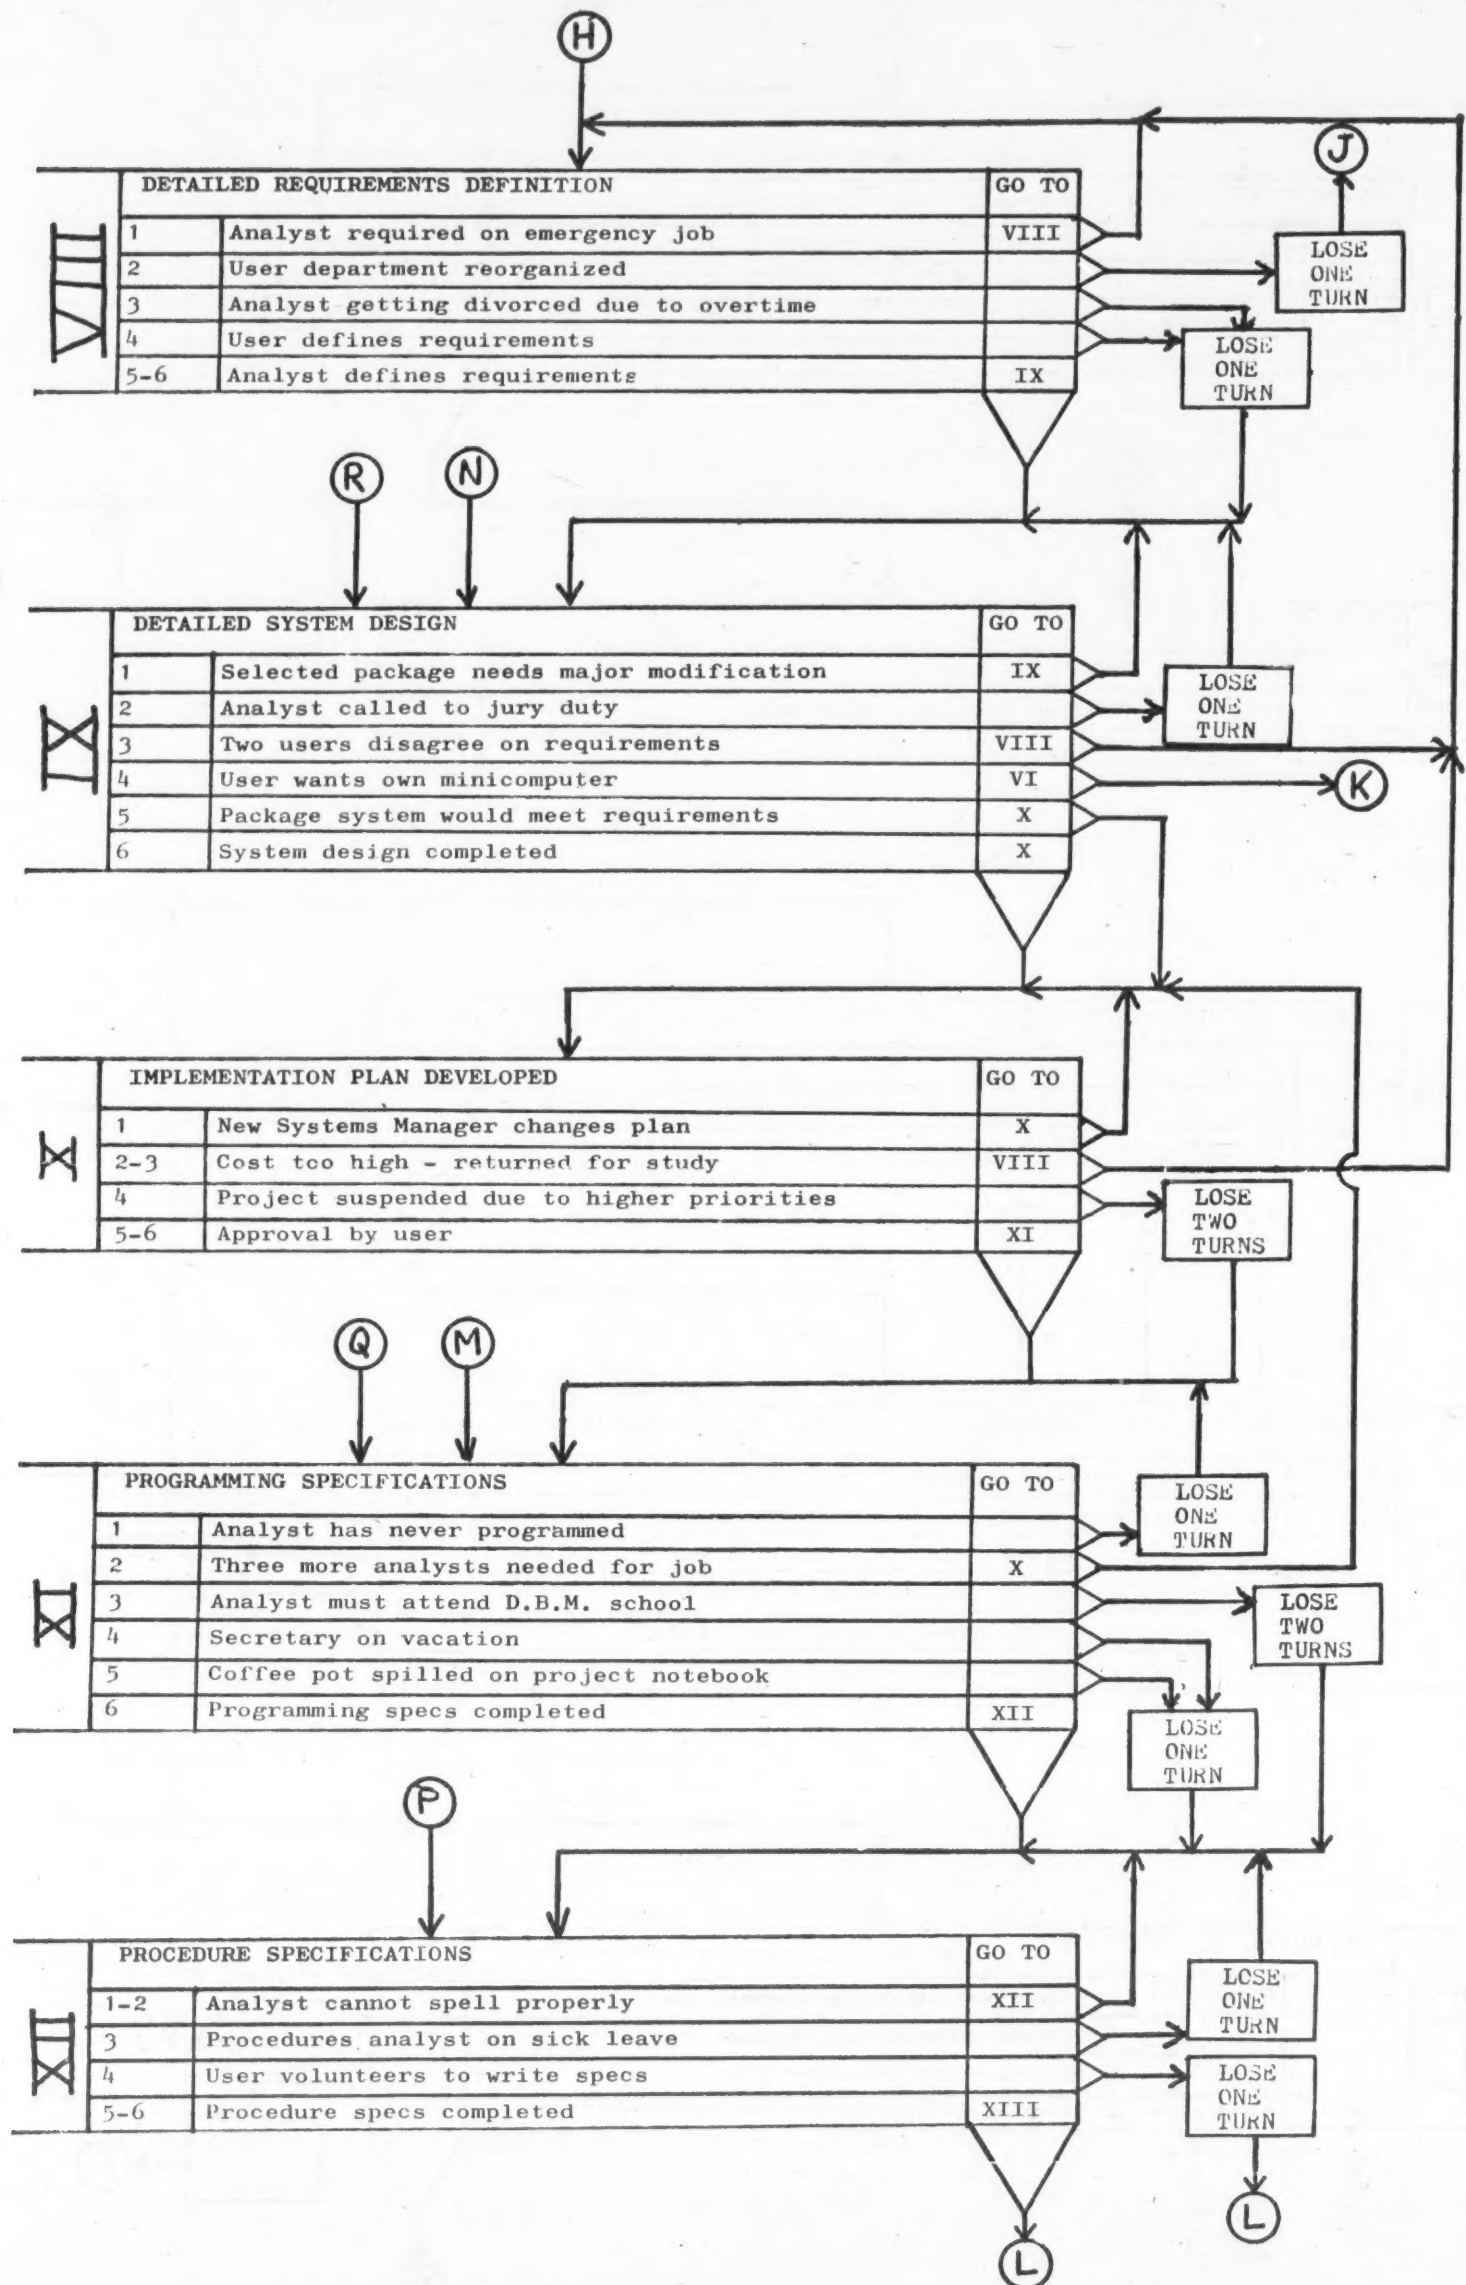 H
J
DETAILED REQUIREMENTS DEFINITION GO TO
VIII
1 Analyst required on emergency job VIII
2 User department reorganized
3 Analyst getting divorced due to overtime
4 User defines requirements
5-6 Analyst defines requirements IX
LOSE
ONE
TURN
LOSE
ONE
TURN
R
N
DETAILED SYSTEM DESIGN GO TO
IX
1 Selected package needs major modification IX
2 Analyst called to jury duty
3 Two users disagree on requirements VIII
4 User wants own minicomputer VI
5 Package system would meet requirements X
6 System design completed X
LOSE
ONE
TURN
K
IMPLEMENTATION PLAN DEVELOPED GO TO
X
1 New Systems Manager changes plan X
2-3 Cost tco high - returned for study VIII
4 Project suspended due to higher priorities
5-6 Approval by user XI
LOSE
TWO
TURNS
Q
M
PROGRAMMING SPECIFICATIONS GO TO
XI
1 Analyst has never programmed
2 Three more analysts needed for job X
3 Analyst must attend D.B.M. school
4 Secretary on vacation
5 Coffee pot spilled on project notebook
6 Programming specs completed XII
LOSE
ONE
TURN
LOSE
TWO
TURNS
LOSE
ONE
TURN
P
PROCEDURE SPECIFICATIONS GO TO
XII
1-2 Analyst cannot spell properly XII
3 Procedures analyst on sick leave
4 User volunteers to write specs
5-6 Procedure specs completed XIII
LOSE
ONE
TURN
LOSE
ONE
TURN
L
L